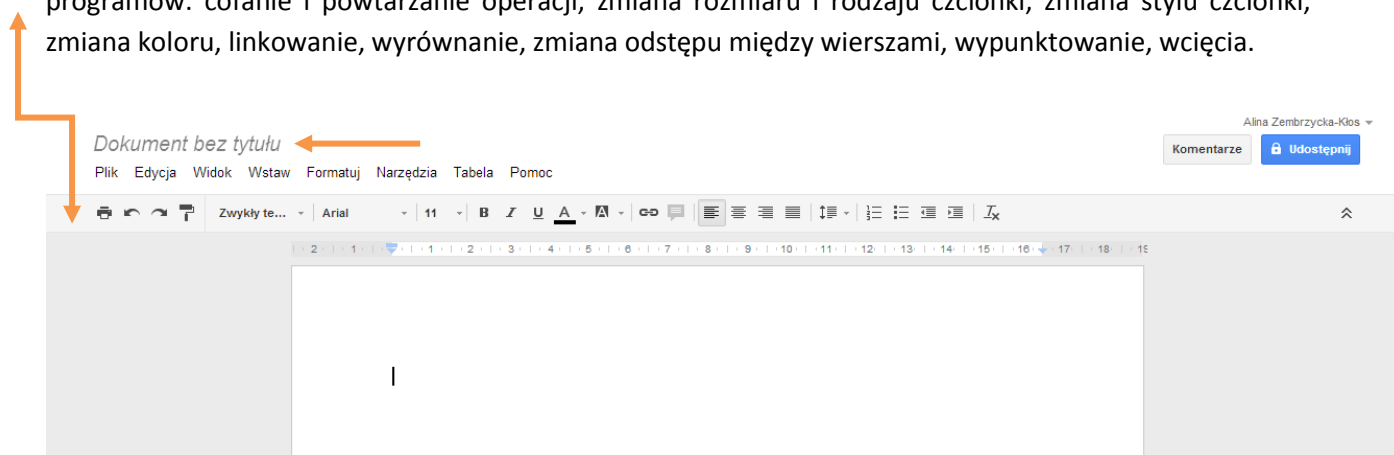 programów: cofanie i powtarzanie operacji, zmiana rozmiaru i rodzaju czcionki, zmiana stylu czcionki,
zmiana koloru, linkowanie, wyrównanie, zmiana odstępu między wierszami, wypunktowanie, wcięcia.
Alina Zembrzycka-Kłos
Dokument bez tytułu
Komentarze Udostępnij
Plik Edycja Widok Wstaw Formatuj Narzędzia Tabela Pomoc
Zwykły te... Arial 11 B I U A A
2 1 1 2 3 4 5 6 7 8 9 10 11 12 13 14 15 16 17 18 19